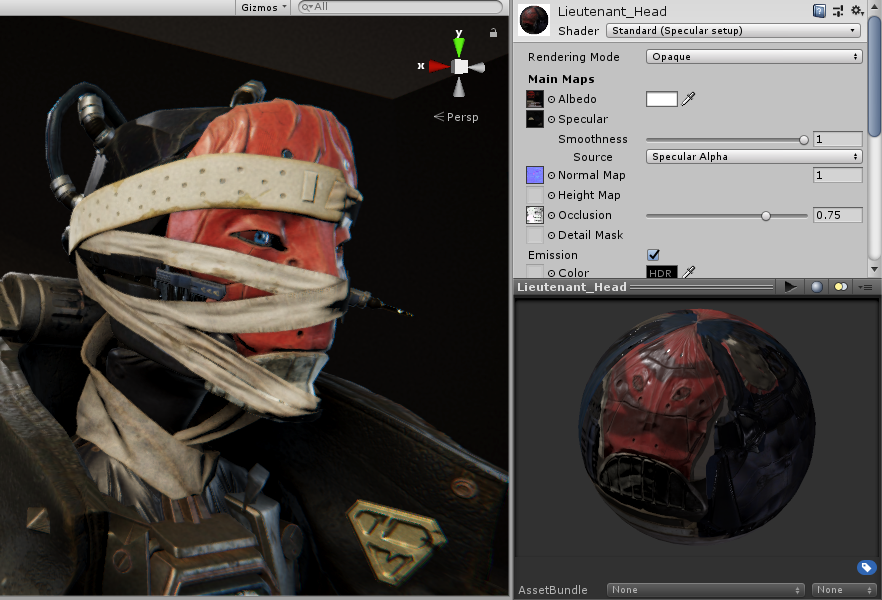 Gizmos
All
y
x
Persp
Lieutenant_Head
Shader Standard (Specular setup)
Rendering Mode Opaque
Main Maps
Albedo
Specular
Smoothness 1
Source Specular Alpha
Normal Map 1
Height Map
Occlusion 0.75
Detail Mask
Emission
Color HDR
Lieutenant_Head
AssetBundle None None